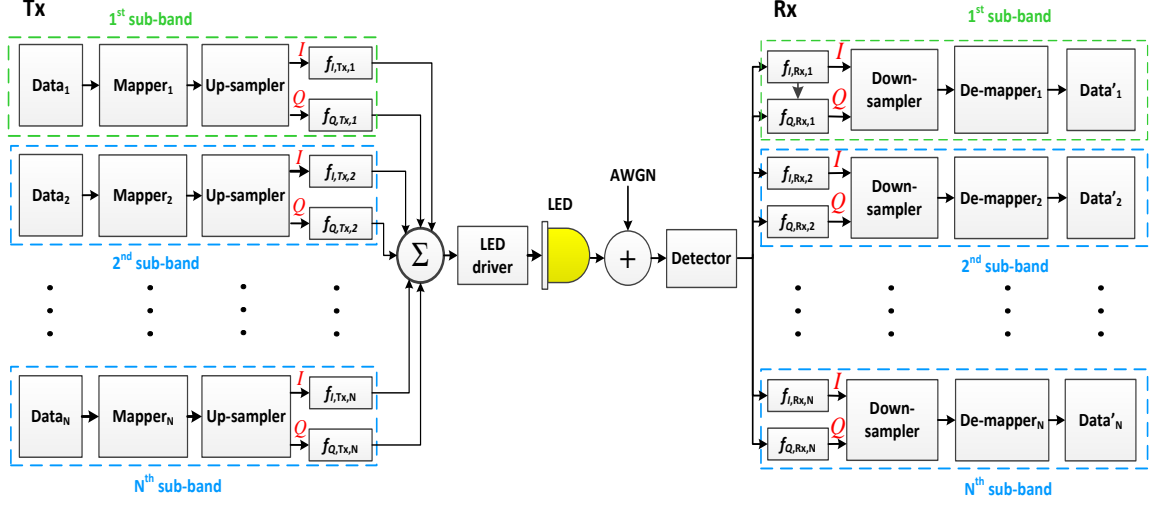 Tx
1st sub-band
Data1
Mapper1
Up-sampler
I
fI,Tx,1
Q
fQ,Tx,1
Data2
Mapper2
Up-sampler
I
fI,Tx,2
Q
fQ,Tx,2
2nd sub-band
DataN
MapperN
Up-sampler
I
fI,Tx,N
Q
fQ,Tx,N
Nth sub-band
Σ
LED
driver
LED
AWGN
+
Detector
Rx
1st sub-band
fI,Rx,1
I
fQ,Rx,1
Q
Down-
sampler
De-mapper1
Data'1
fI,Rx,2
I
fQ,Rx,2
Q
Down-
sampler
De-mapper2
Data'2
2nd sub-band
fI,Rx,N
I
fQ,Rx,N
Q
Down-
sampler
De-mapperN
Data'N
Nth sub-band